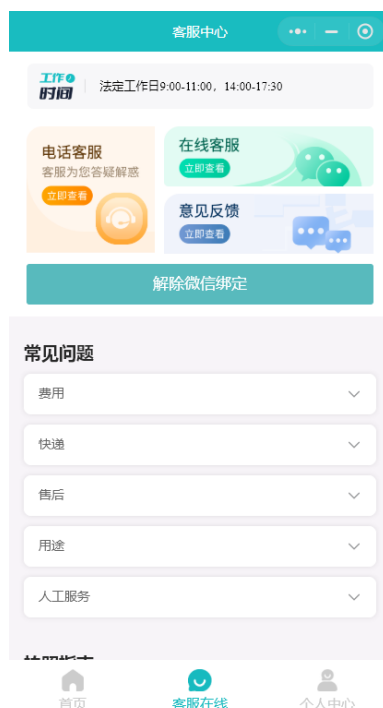 客服中心
工作
时间
法定工作日9:00-11:00，14:00-17:30
电话客服
客服为您答疑解惑
立即查看
在线客服
立即查看
意见反馈
立即查看
解除微信绑定
常见问题
费用
快递
售后
用途
人工服务
首页
客服在线
个人中心